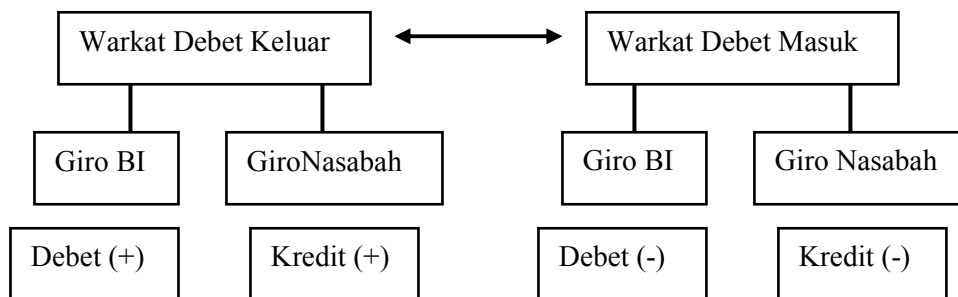 Warkat Debet Keluar
Warkat Debet Masuk
Giro BI
GiroNasabah
Giro BI
Giro Nasabah
Debet (+)
Kredit (+)
Debet (-)
Kredit (-)